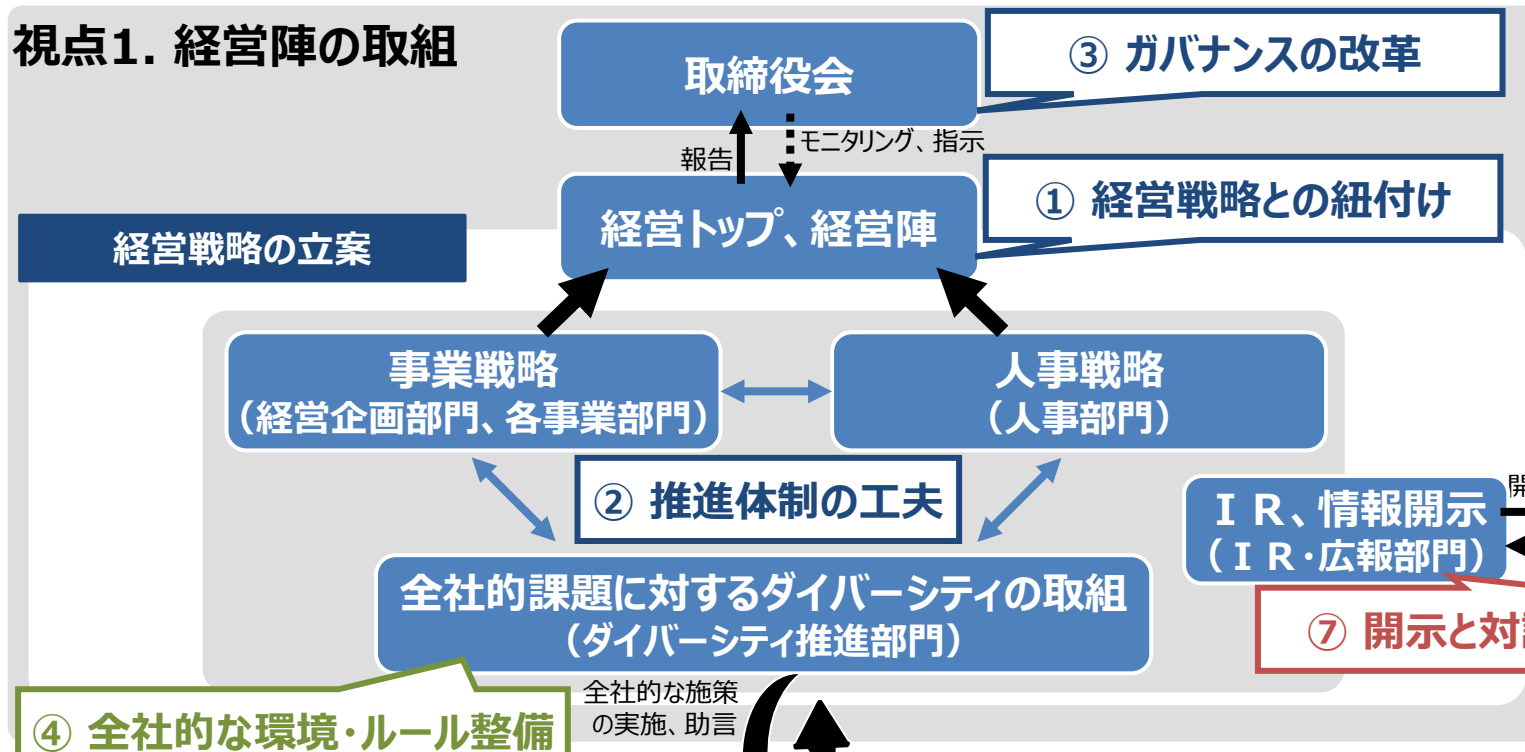 視点1. 経営陣の取組
取締役会
③ ガバナンスの改革
報告
モニタリング、指示
経営トップ、経営陣
① 経営戦略との紐付け
経営戦略の立案
事業戦略
（経営企画部門、各事業部門）
人事戦略
（人事部門）
② 推進体制の工夫
開
ＩＲ、情報開示
（ＩＲ・広報部門）
全社的課題に対するダイバーシティの取組
（ダイバーシティ推進部門）
⑦ 開示と対
全社的な施策
の実施、助言
④ 全社的な環境・ルール整備